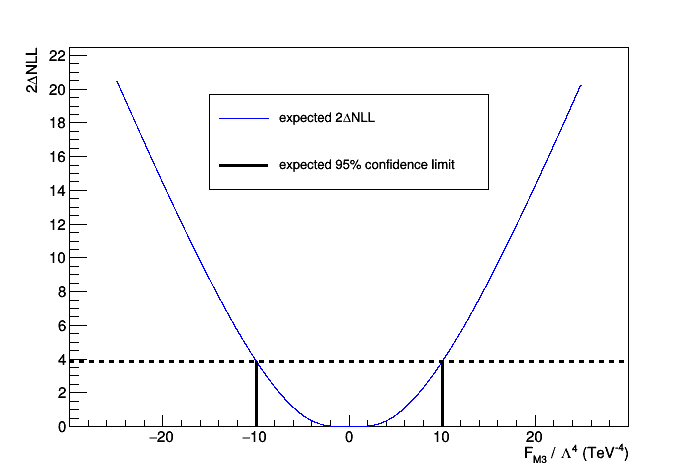 2ΔNLL
22
20
18
16
14
12
10
8
6
4
2
0
expected 2ΔNLL
expected 95% confidence limit
−20 −10 0 10 20
F_M3 / Λ^4 (TeV^-4)